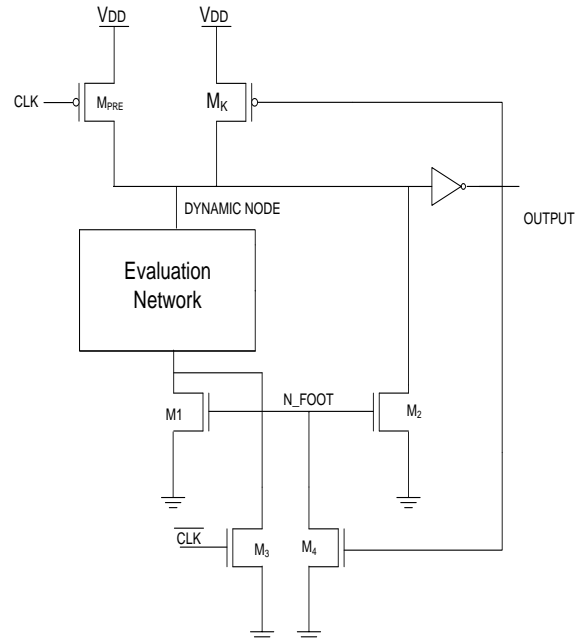 VDD
VDD
CLK
MPRE
MK
DYNAMIC NODE
OUTPUT
Evaluation
Network
N_FOOT
M1
M2
CLK
M3
M4